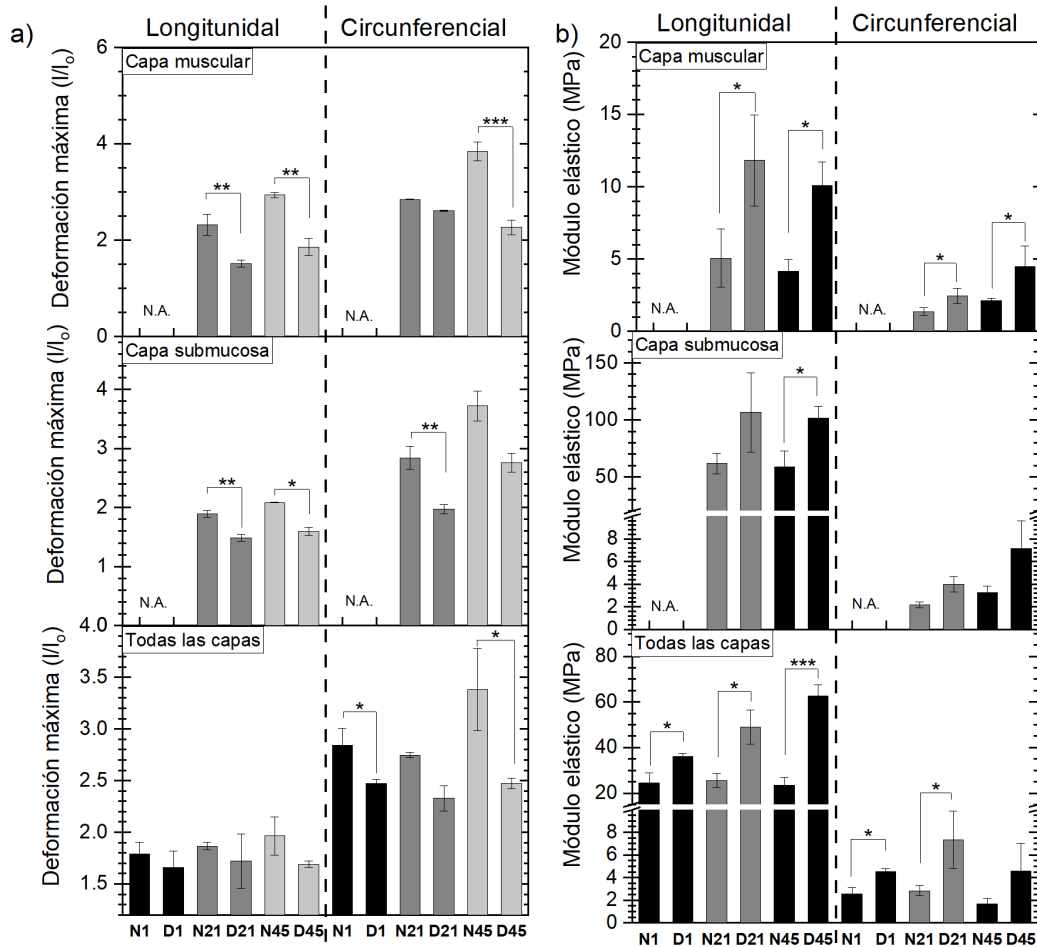 a)
Longitunidal
Circunferencial
Capa muscular
Deformación máxima (l/lo)
6
4
2
0
N.A.
**
**
N.A.
***
Capa submucosa
Deformación máxima (l/lo)
4
3
2
1
N.A.
**
*
N.A.
**
Todas las capas
Deformación máxima (l/lo)
4.0
3.5
3.0
2.5
2.0
1.5
*
*
N1 D1 N21 D21 N45 D45 N1 D1 N21 D21 N45 D45
b)
Longitunidal
Circunferencial
Capa muscular
Módulo elástico (MPa)
20
15
10
5
0
N.A.
*
*
N.A.
*
*
Capa submucosa
Módulo elástico (MPa)
150
100
50
8
6
4
2
0
N.A.
*
N.A.
Todas las capas
Módulo elástico (MPa)
80
60
40
20
8
6
4
2
0
*
*
***
*
*
N1 D1 N21 D21 N45 D45 N1 D1 N21 D21 N45 D45